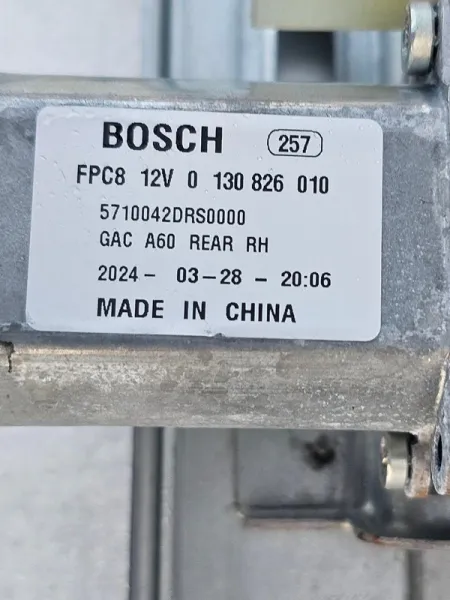 BOSCH 257
FPC8 12V 0 130 826 010
5710042DRS0000
GAC A60 REAR RH
2024- 03-28 - 20:06
MADE IN CHINA